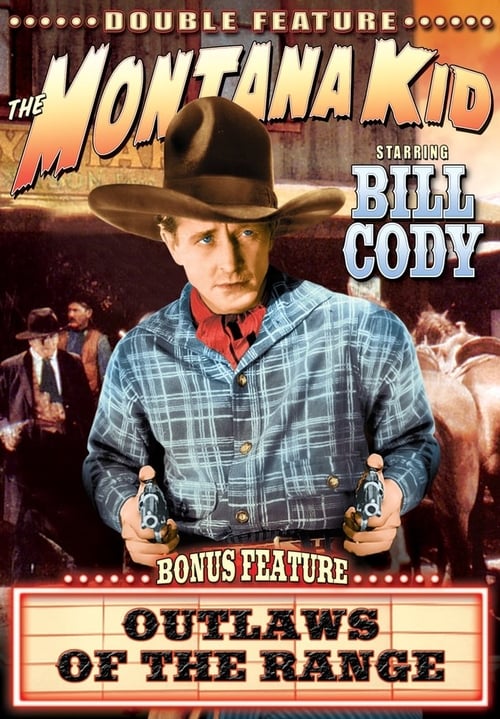 DOUBLE FEATURE
THE MONTANA KID
STARRING
BILL
CODY
BONUS FEATURE
OUTLAWS
OF THE RANGE